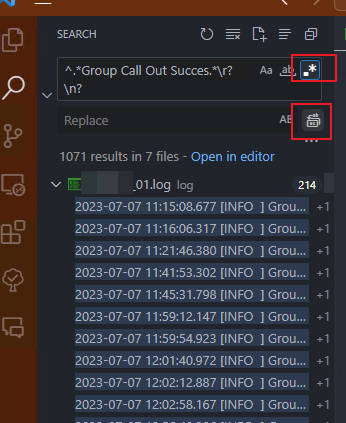 SEARCH
^.*Group Call Out Succes.*\r?
\n?
Aa ab .*
Replace
AB
...
1071 results in 7 files - Open in editor
_01.log log 214
2023-07-07 11:15:08.677 [INFO ] Grou... +1
2023-07-07 11:16:06.317 [INFO ] Grou... +1
2023-07-07 11:21:46.380 [INFO ] Grou... +1
2023-07-07 11:41:53.302 [INFO ] Grou... +1
2023-07-07 11:45:31.798 [INFO ] Grou... +1
2023-07-07 11:59:12.147 [INFO ] Grou... +1
2023-07-07 11:59:54.923 [INFO ] Grou... +1
2023-07-07 12:01:40.972 [INFO ] Grou... +1
2023-07-07 12:02:12.887 [INFO ] Grou... +1
2023-07-07 12:02:58.167 [INFO ] Grou... +1